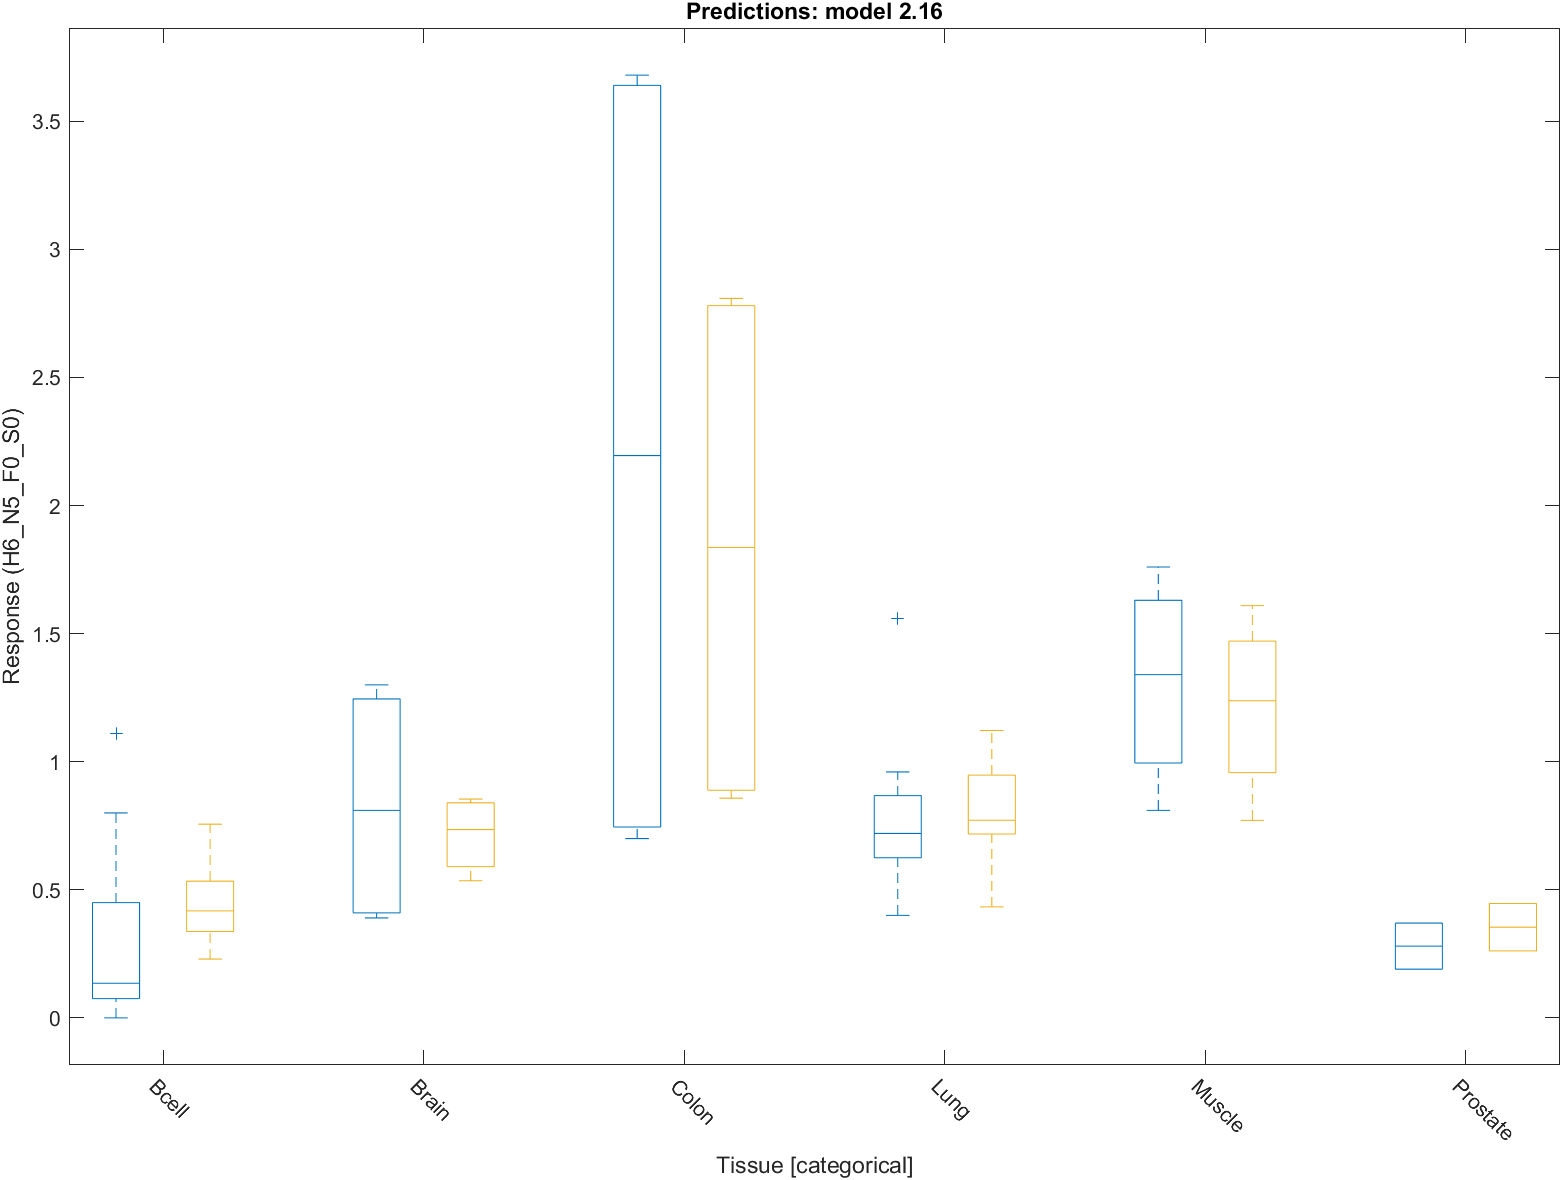 Predictions: model 2.16
3.5
3
2.5
2
1.5
1
0.5
0
Response (H6_N5_F0_S0)
Bcell
Brain
Colon
Lung
Muscle
Prostate
Tissue [categorical]